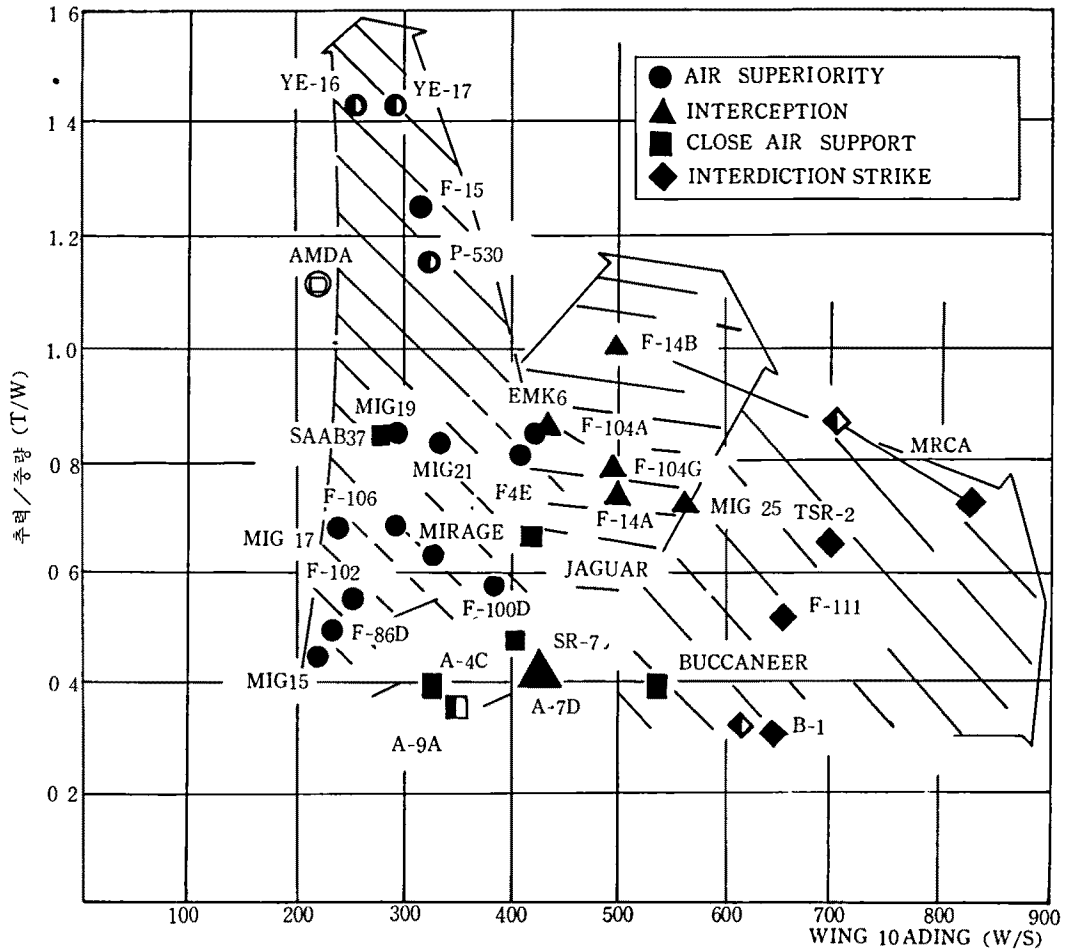 1 6
1 4
1.2
1.0
0 8
0 6
0 4
0 2
추력/중량 (T/W)
AIR SUPERIORITY
INTERCEPTION
CLOSE AIR SUPPORT
INTERDICTION STRIKE
YE-16
YE-17
F-15
P-530
AMDA
F-14B
EMK6
MIG19
F-104A
SAAB37
MRCA
MIG21
F-104G
F4E
F-106
F-14A
MIG 25
TSR-2
MIG 17
MIRAGE
F-102
JAGUAR
F-100D
F-111
F-86D
SR-7
A-4C
BUCCANEER
MIG15
A-7D
B-1
A-9A
100
200
300
400
500
600
700
800
900
WING 10ADING (W/S)